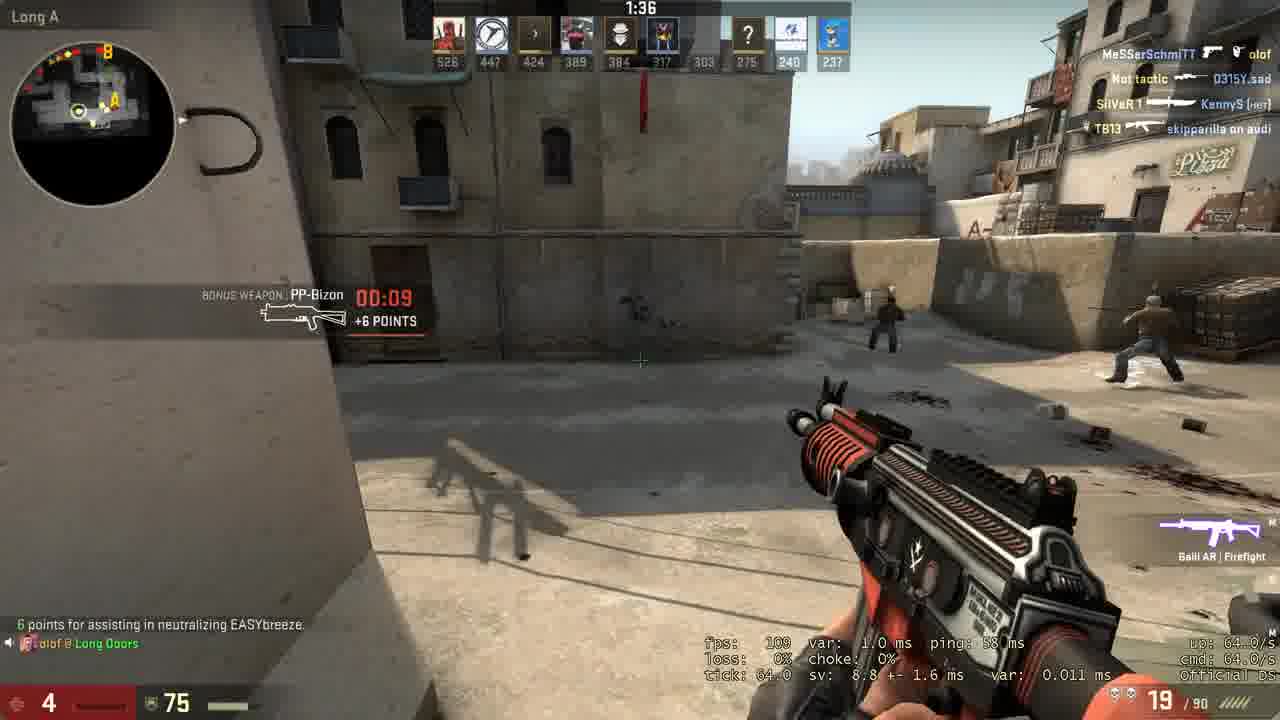 Long A
1:36
526 447 424 389 384 317 303 275 240 237
B
A
MeSSerSchmiTT olof
Not tactic 0315Y.sad
SilVeR 1 KennyS
TB13 skipparilla on audi
Pizza
A
BONUS WEAPON: PP-Bizon
00:09
+6 POINTS
Galil AR | Firefight
6 points for assisting in neutralizing EASYbreeze.
olof @ Long Doors
fps: 109 var: 1.0 ms ping: 58 ms
loss: 0% choke: 0%
tick: 64.0 sv: 8.8 +- 1.6 ms var: 0.011 ms
up: 64.0/s
cmd: 64.0/s
Official DS
4
75
19 / 90